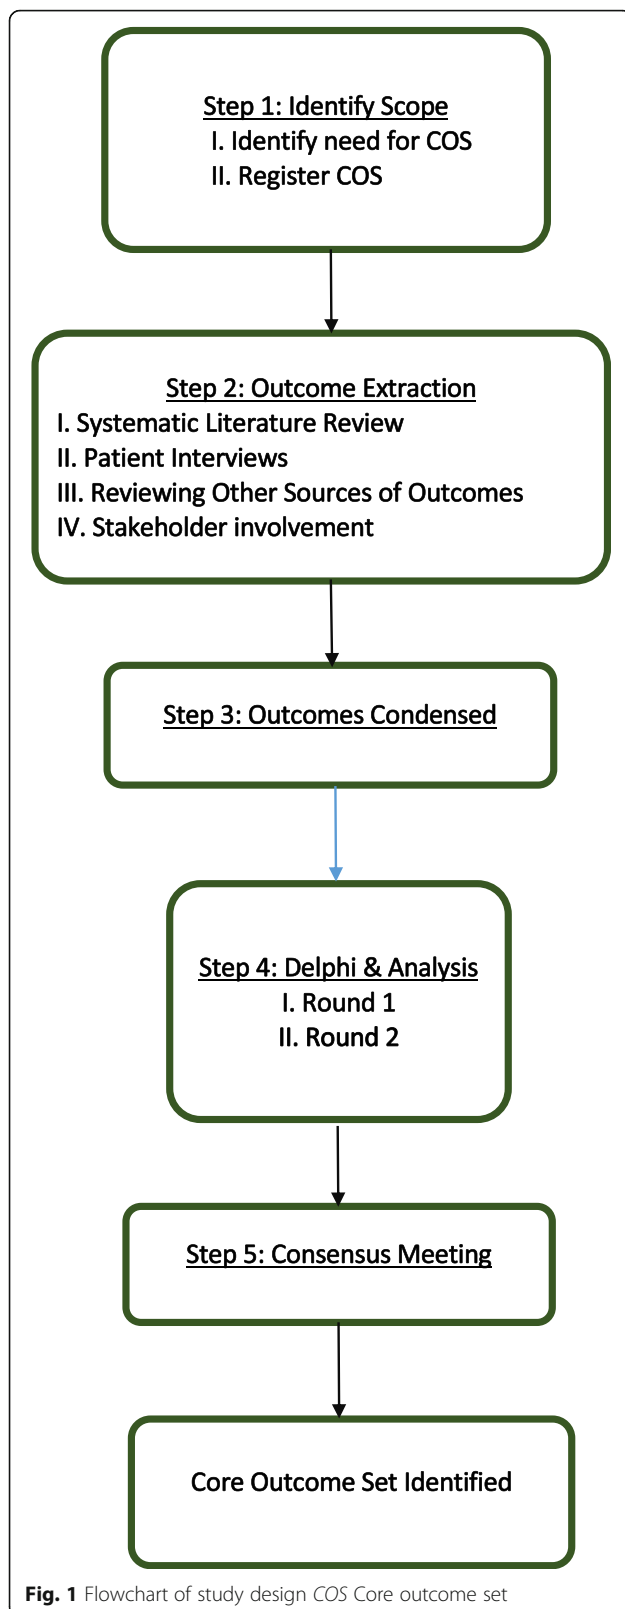 Step 1: Identify Scope
I. Identify need for COS
II. Register COS
Step 2: Outcome Extraction
I. Systematic Literature Review
II. Patient Interviews
III. Reviewing Other Sources of Outcomes
IV. Stakeholder involvement
Step 3: Outcomes Condensed
Step 4: Delphi & Analysis
I. Round 1
II. Round 2
Step 5: Consensus Meeting
Core Outcome Set Identified
Fig. 1 Flowchart of study design COS Core outcome set